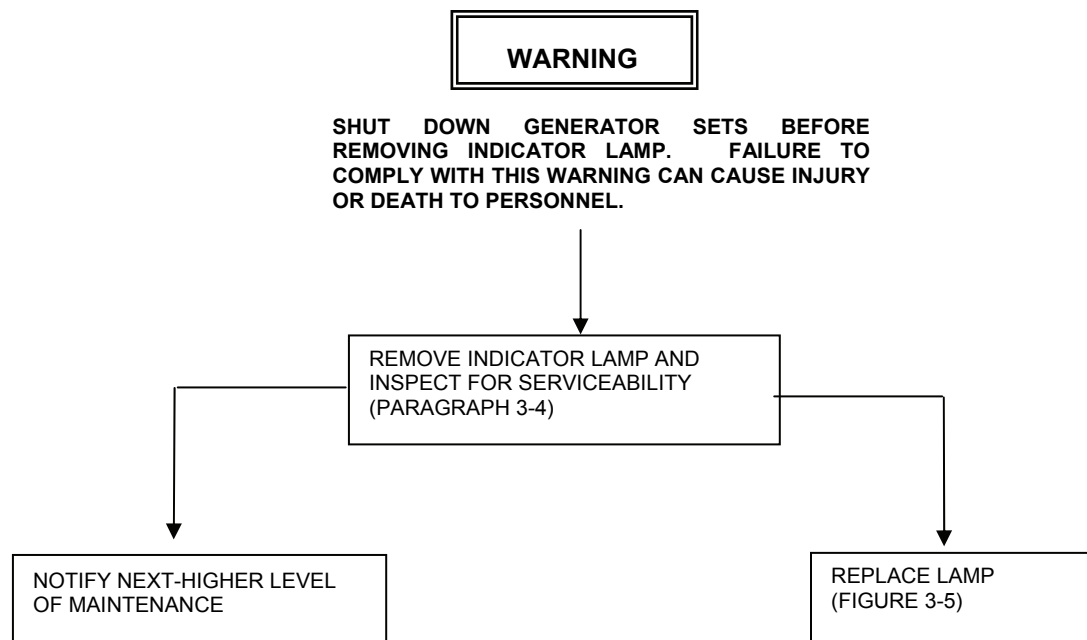 WARNING
SHUT DOWN GENERATOR SETS BEFORE
REMOVING INDICATOR LAMP. FAILURE TO
COMPLY WITH THIS WARNING CAN CAUSE INJURY
OR DEATH TO PERSONNEL.
REMOVE INDICATOR LAMP AND
INSPECT FOR SERVICEABILITY
(PARAGRAPH 3-4)
NOTIFY NEXT-HIGHER LEVEL
OF MAINTENANCE
REPLACE LAMP
(FIGURE 3-5)